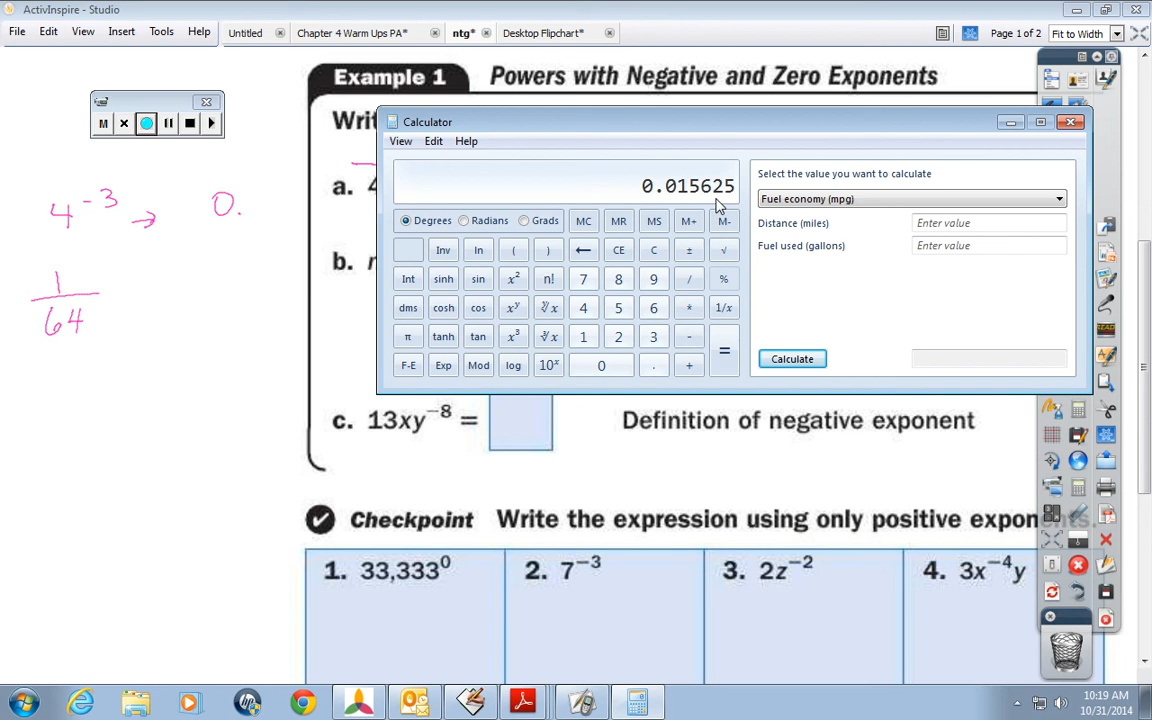 ActivInspire - Studio
File Edit View Insert Tools Help
Untitled Chapter 4 Warm Ups PA* ntg* Desktop Flipchart*
Page 1 of 2 Fit to Width
Example 1 Powers with Negative and Zero Exponents
Writ
a. 4
b.
4⁻³ → 0.
1
64
M
Calculator
View Edit Help
0.015625
Degrees Radians Grads MC MR MS M+ M-
Inv ln ( ) ← CE C ± √
Int sinh sin x² n! 7 8 9 / %
dms cosh cos xʸ ʸ√x 4 5 6 * 1/x
π tanh tan x³ ³√x 1 2 3 - =
F-E Exp Mod log 10ˣ 0 . +
Select the value you want to calculate
Fuel economy (mpg)
Distance (miles) Enter value
Fuel used (gallons) Enter value
Calculate
c. 13xy⁻⁸ = Definition of negative exponent
Checkpoint Write the expression using only positive exponents.
1. 33,333⁰ 2. 7⁻³ 3. 2z⁻² 4. 3x⁻⁴y
10:19 AM
10/31/2014